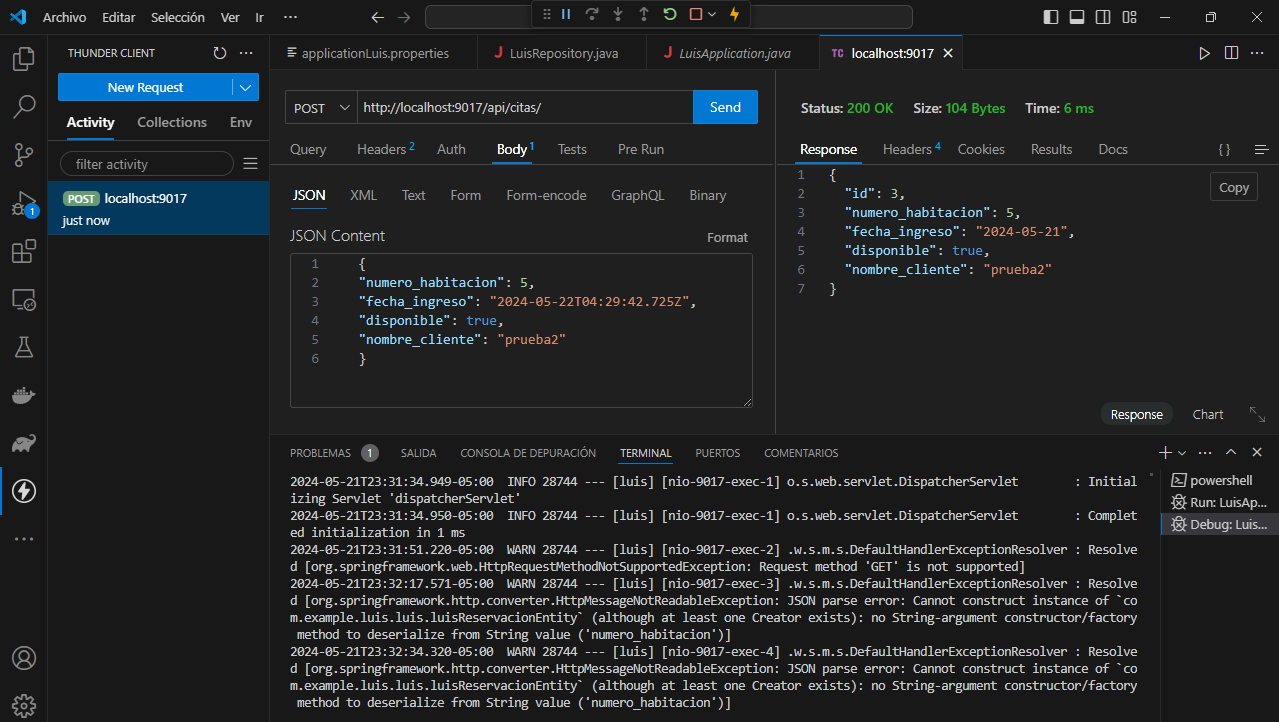 Archivo Editar Selección Ver Ir ···
THUNDER CLIENT ···
applicationLuis.properties
J LuisRepository.java
J LuisApplication.java
TC localhost:9017
···
New Request
Activity Collections Env
filter activity
POST localhost:9017
just now
1
···
POST http://localhost:9017/api/citas/ Send
Query Headers 2 Auth Body 1 Tests Pre Run
JSON XML Text Form Form-encode GraphQL Binary
JSON Content Format
1 {
2 "numero_habitacion": 5,
3 "fecha_ingreso": "2024-05-22T04:29:42.725Z",
4 "disponible": true,
5 "nombre_cliente": "prueba2"
6 }
Status: 200 OK Size: 104 Bytes Time: 6 ms
Response Headers 4 Cookies Results Docs {}
Copy
1 {
2 "id": 3,
3 "numero_habitacion": 5,
4 "fecha_ingreso": "2024-05-21",
5 "disponible": true,
6 "nombre_cliente": "prueba2"
7 }
Response Chart
PROBLEMAS 1 SALIDA CONSOLA DE DEPURACIÓN TERMINAL PUERTOS COMENTARIOS
···
2024-05-21T23:31:34.949-05:00  INFO 28744 --- [luis] [nio-9017-exec-1] o.s.web.servlet.DispatcherServlet        : Initial
izing Servlet 'dispatcherServlet'
2024-05-21T23:31:34.950-05:00  INFO 28744 --- [luis] [nio-9017-exec-1] o.s.web.servlet.DispatcherServlet        : Complet
ed initialization in 1 ms
2024-05-21T23:31:51.220-05:00  WARN 28744 --- [luis] [nio-9017-exec-2] .w.s.m.s.DefaultHandlerExceptionResolver : Resolve
d [org.springframework.web.HttpRequestMethodNotSupportedException: Request method 'GET' is not supported]
2024-05-21T23:32:17.571-05:00  WARN 28744 --- [luis] [nio-9017-exec-3] .w.s.m.s.DefaultHandlerExceptionResolver : Resolve
d [org.springframework.http.converter.HttpMessageNotReadableException: JSON parse error: Cannot construct instance of `co
m.example.luis.luis.luisReservacionEntity` (although at least one Creator exists): no String-argument constructor/factory
 method to deserialize from String value ('numero_habitacion')]
2024-05-21T23:32:34.320-05:00  WARN 28744 --- [luis] [nio-9017-exec-4] .w.s.m.s.DefaultHandlerExceptionResolver : Resolve
d [org.springframework.http.converter.HttpMessageNotReadableException: JSON parse error: Cannot construct instance of `co
m.example.luis.luis.luisReservacionEntity` (although at least one Creator exists): no String-argument constructor/factory
 method to deserialize from String value ('numero_habitacion')]
powershell
Run: LuisAp...
Debug: Luis...